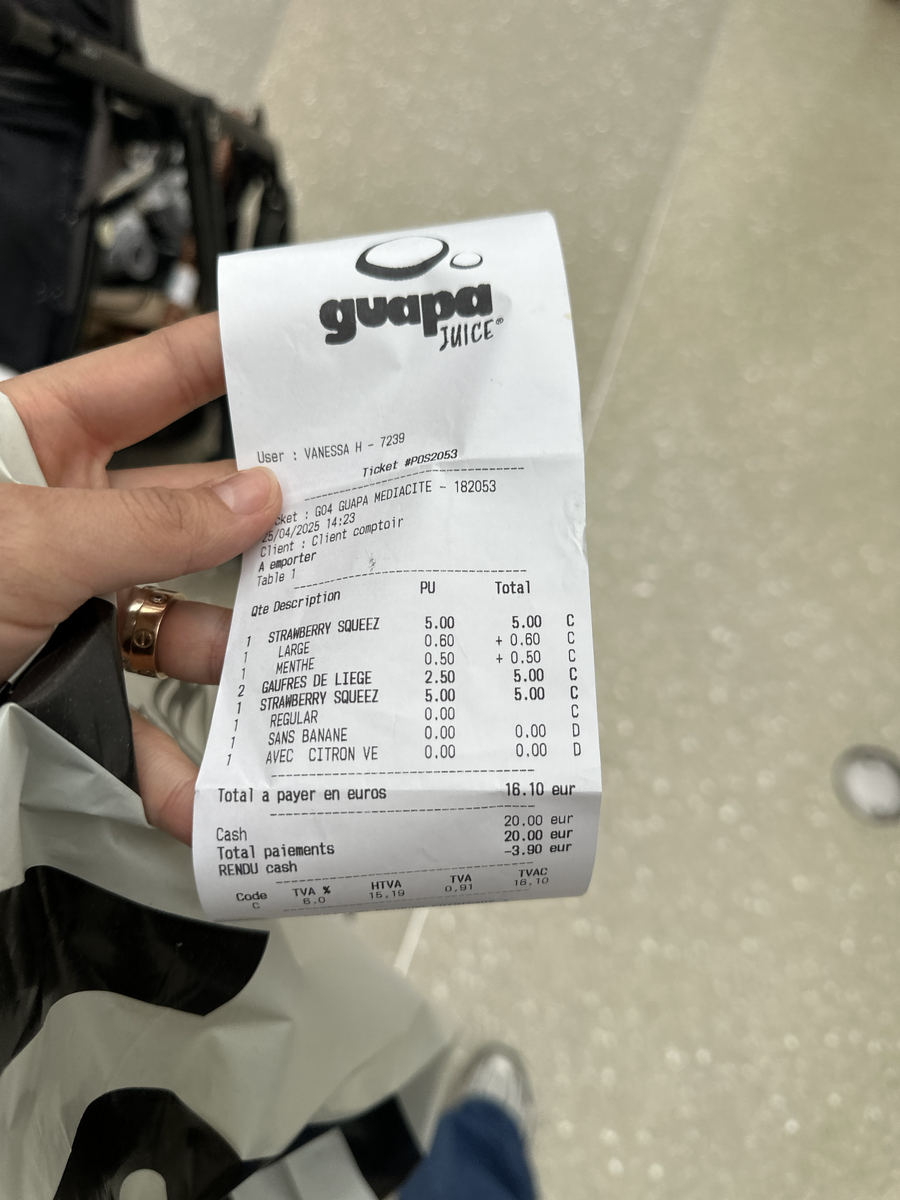 guapa
JUICE®
User : VANESSA H - 7239
Ticket #POS2053
: G04 GUAPA MEDIACITE - 182053
25/04/2025 14:23
Client : Client comptoir
A emporter
Table 1
Qte Description PU Total
1 STRAWBERRY SQUEEZ 5.00 5.00 C
1 LARGE 0.60 + 0.60 C
1 MENTHE 0.50 + 0.50 C
2 GAUFRES DE LIEGE 2.50 5.00 C
1 STRAWBERRY SQUEEZ 5.00 5.00 C
1 REGULAR 0.00 C
1 SANS BANANE 0.00 0.00 D
1 AVEC CITRON VE 0.00 0.00 D
Total a payer en euros 16.10 eur
Cash 20.00 eur
Total paiements 20.00 eur
RENDU cash -3.90 eur
Code TVA % HTVA TVA TVAC
C 6.0 15.19 0.91 16.10